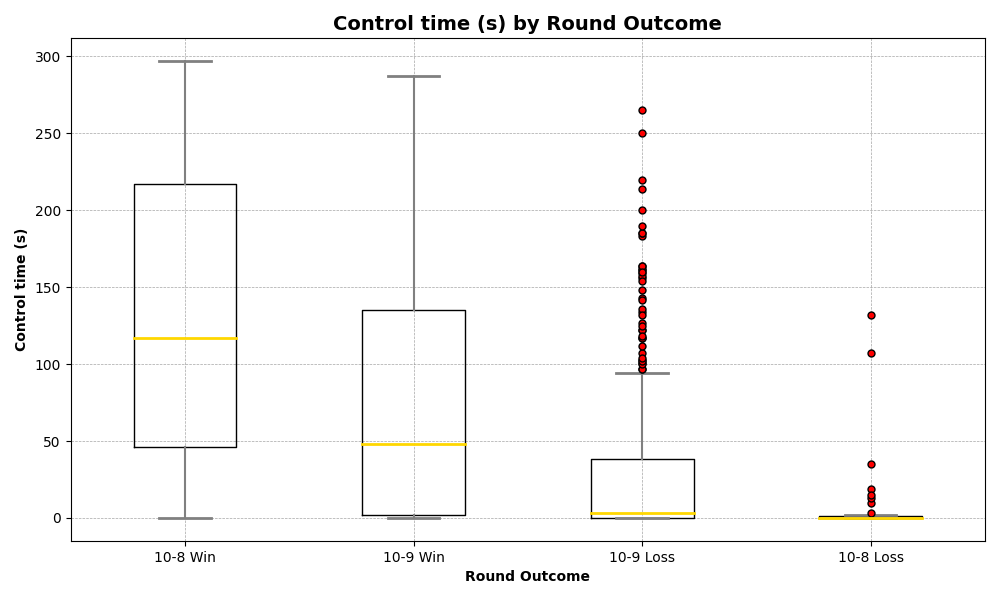 Control time (s) by Round Outcome
Control time (s)
300
250
200
150
100
50
0
10-8 Win
10-9 Win
10-9 Loss
10-8 Loss
Round Outcome